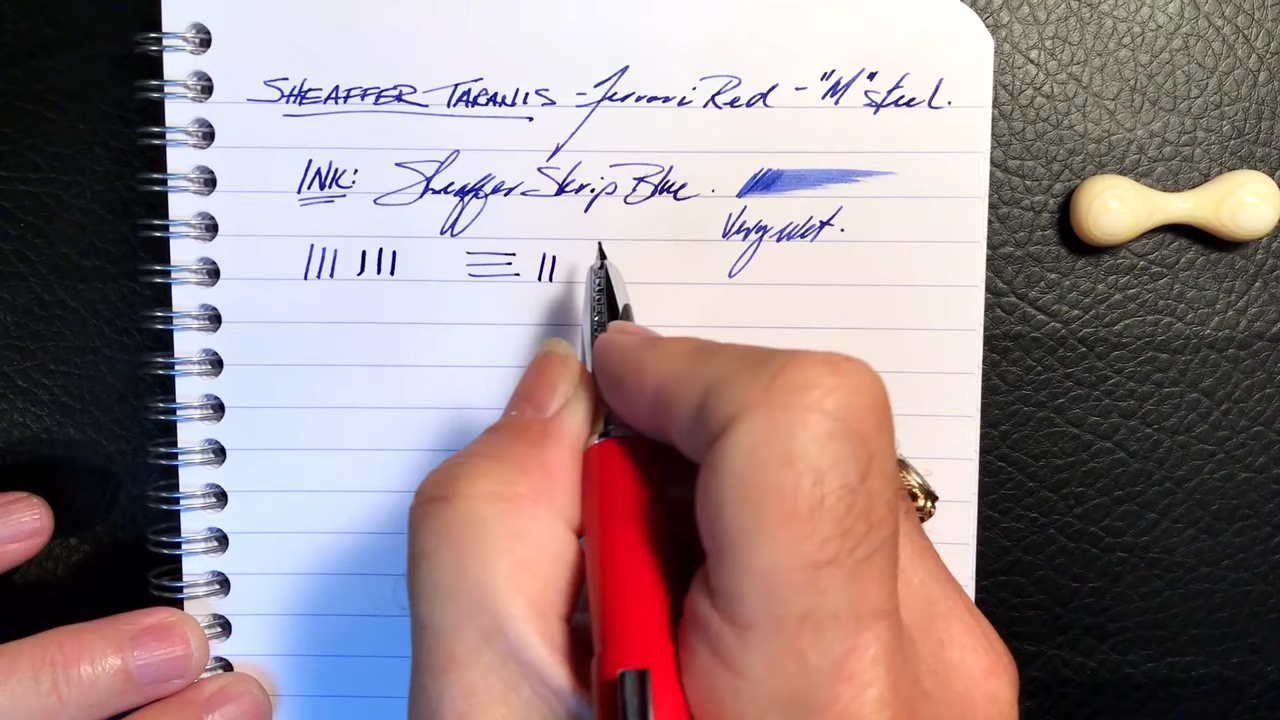 SHEAFFER TARANIS - Ferrari Red - "M" steel.
INK: Sheaffer Skrip Blue.
Very wet.